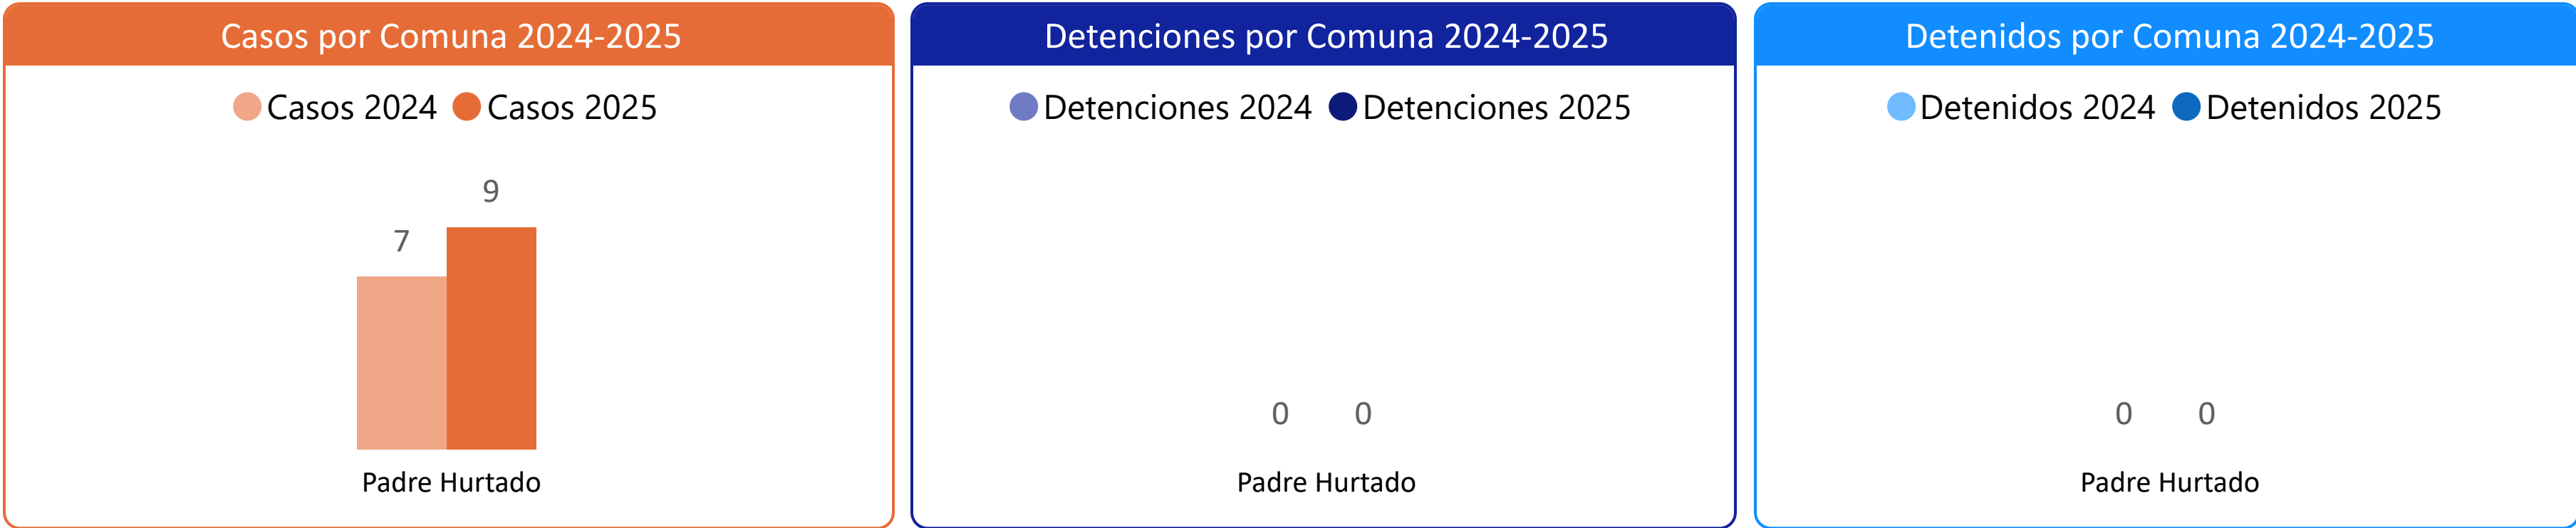 Casos por Comuna 2024-2025
Casos 2024 Casos 2025
9
7
Padre Hurtado
Detenciones por Comuna 2024-2025
Detenciones 2024 Detenciones 2025
0 0
Padre Hurtado
Detenidos por Comuna 2024-2025
Detenidos 2024 Detenidos 2025
0 0
Padre Hurtado